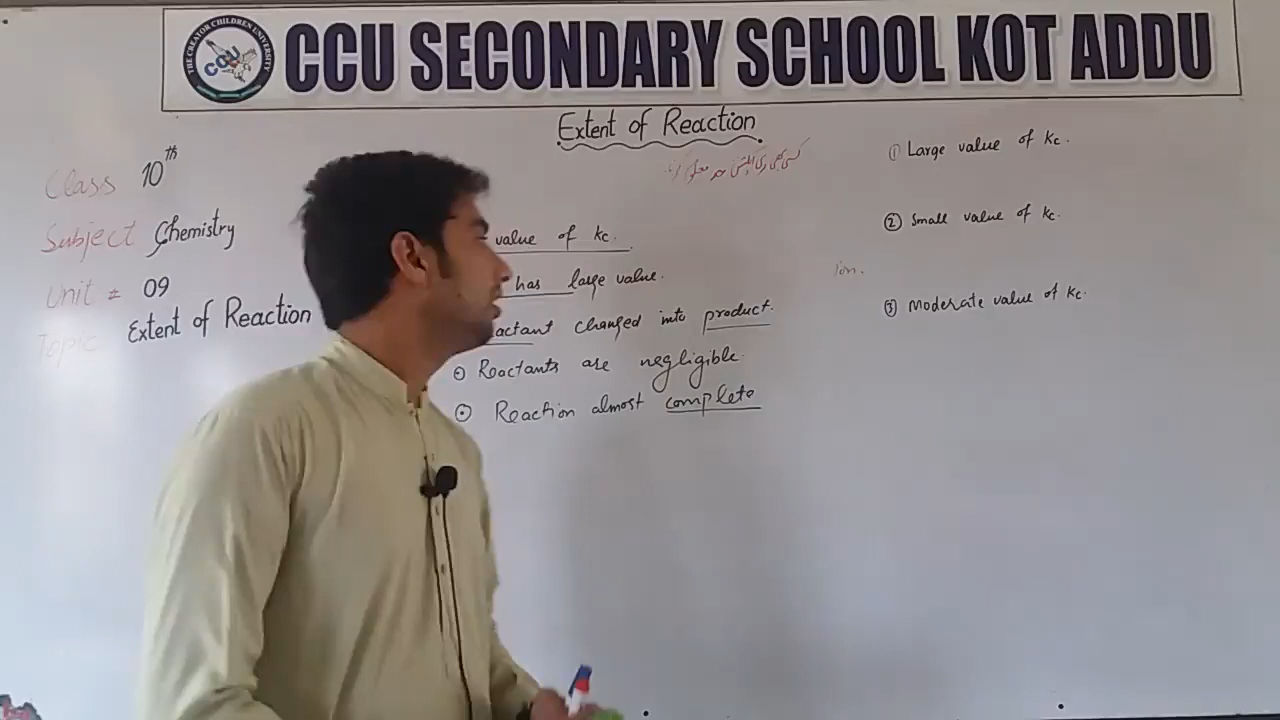 CCU SECONDARY SCHOOL KOT ADDU
THE CREATOR CHILDREN UNIVERSITY
CCU
Extent of Reaction
Class 10th
Subject Chemistry
Unit = 09
Topic Extent of Reaction
value of Kc.
has large value.
actant changed into product.
Reactants are negligible.
Reaction almost complete
① Large value of Kc.
② Small value of Kc.
③ Moderate value of Kc.
ion.